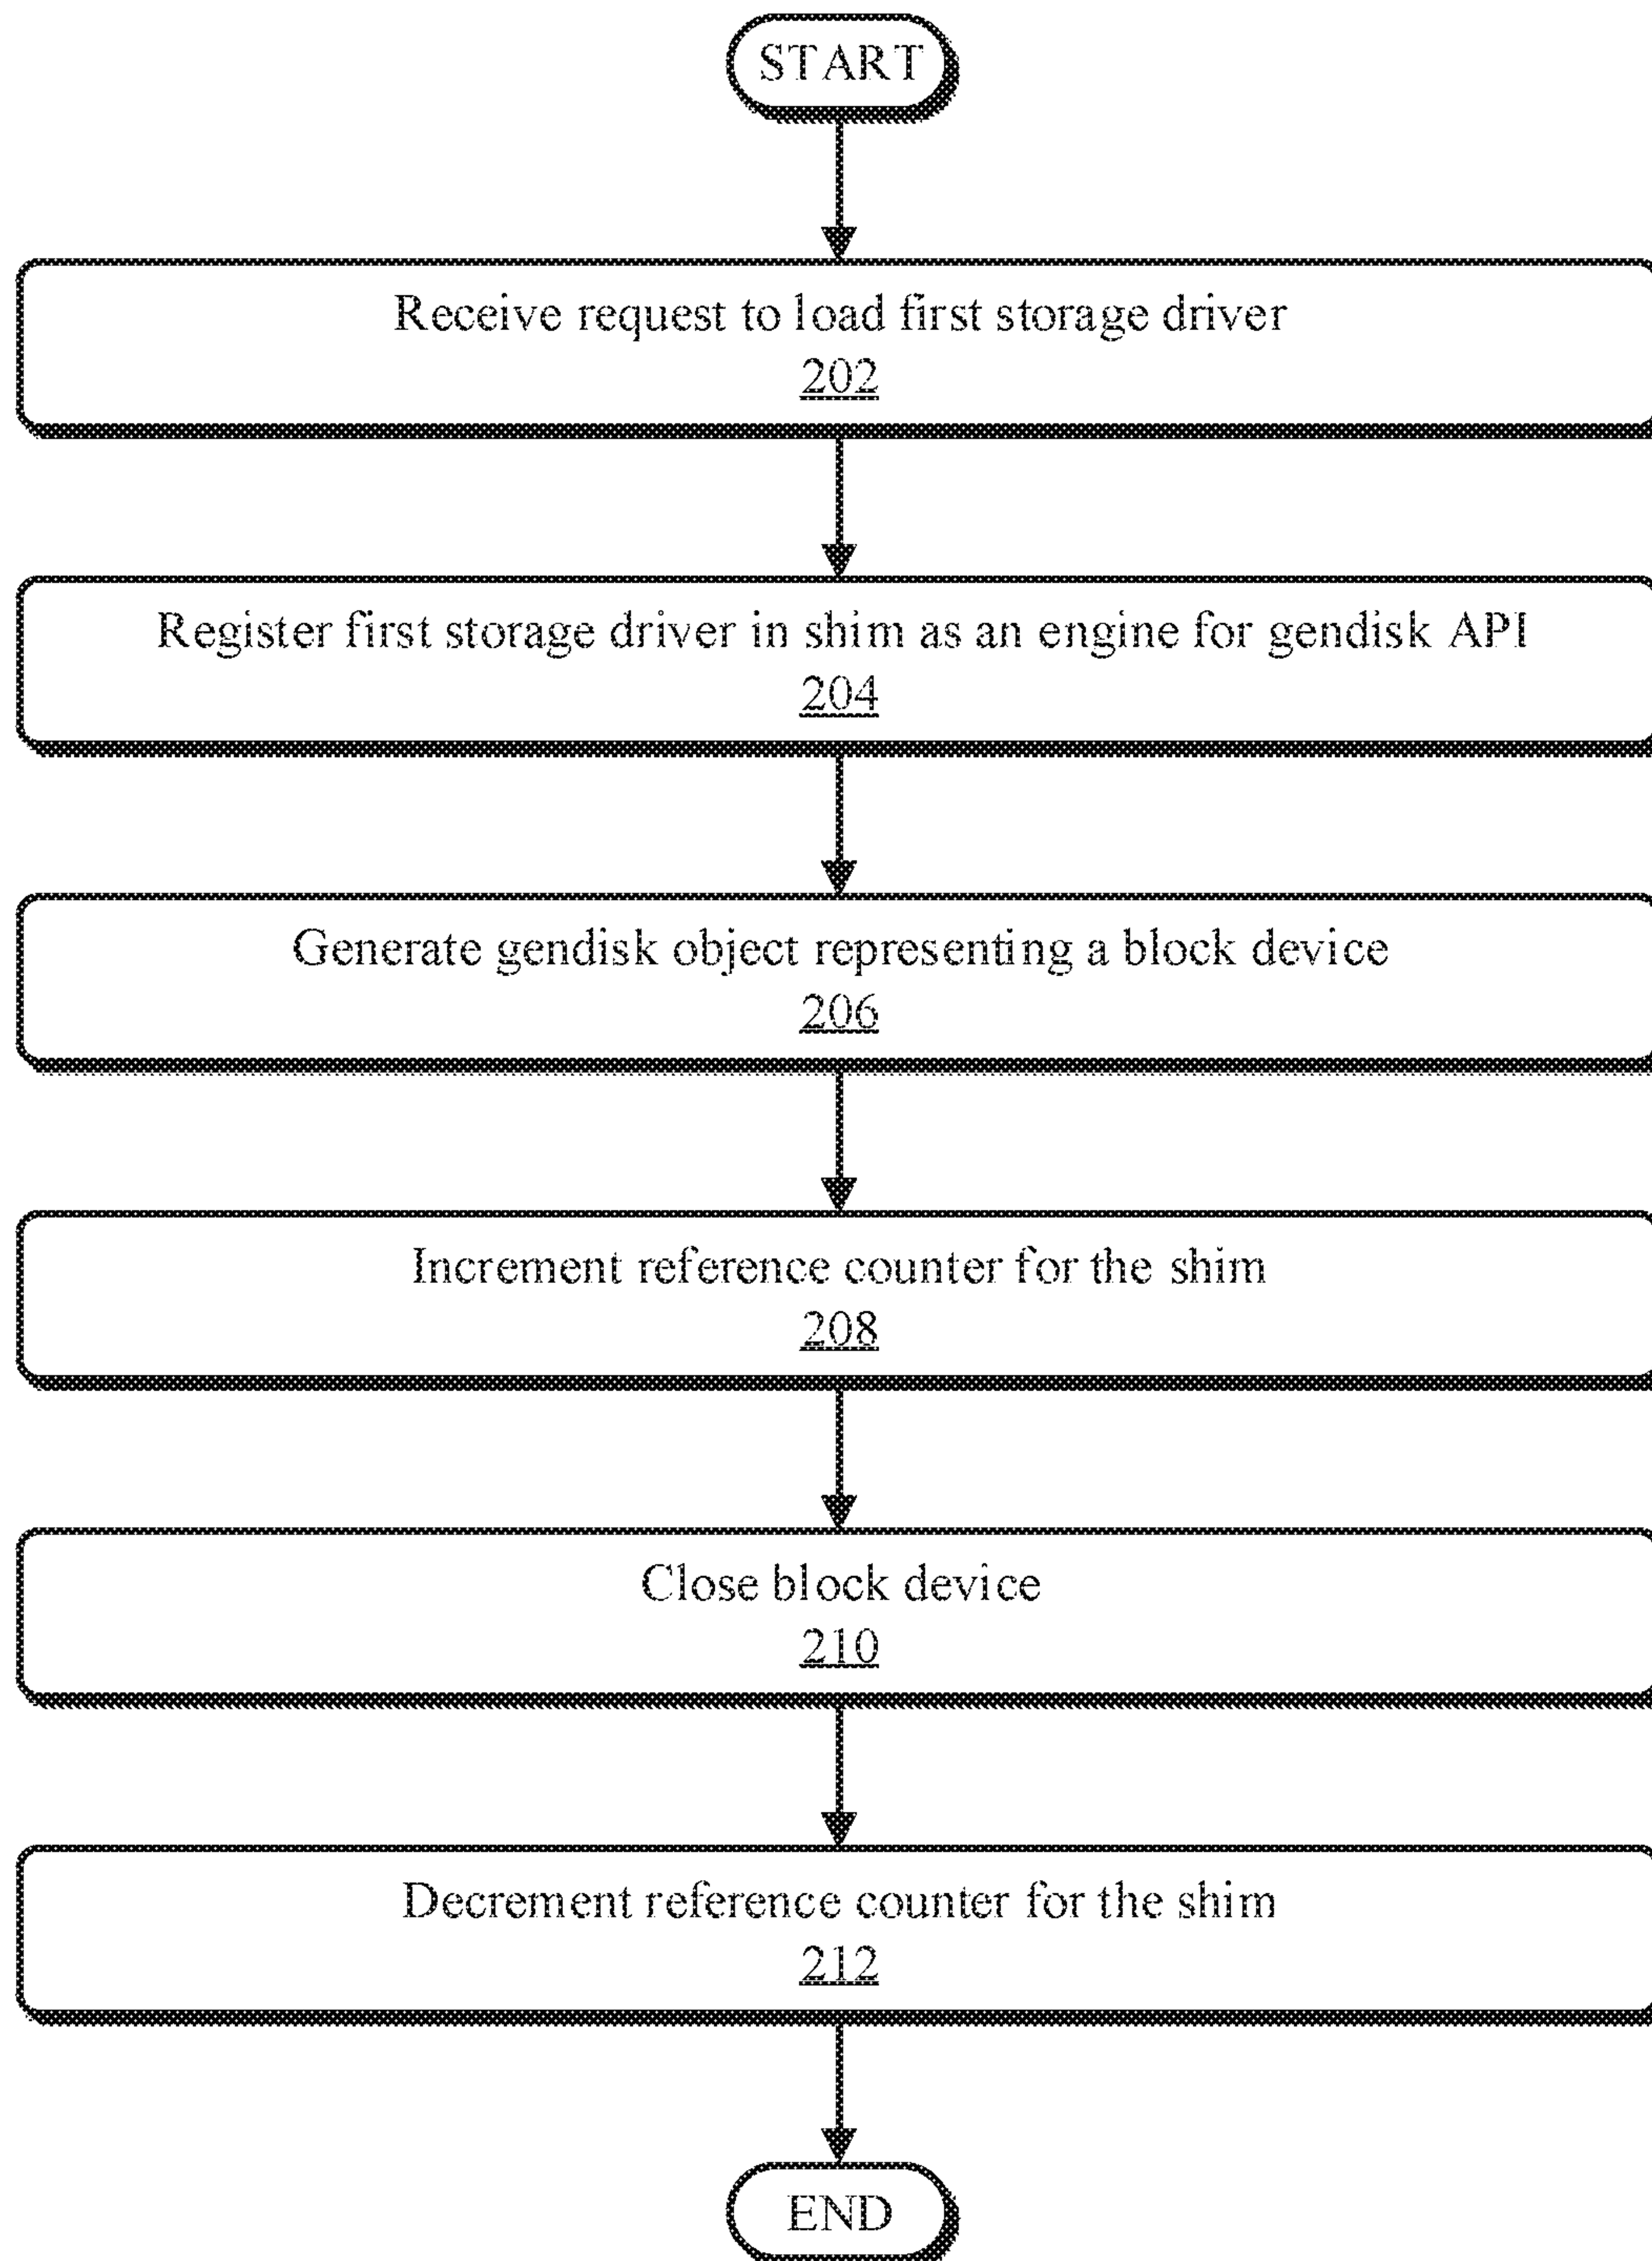 START
Receive request to load first storage driver
202
Register first storage driver in shim as an engine for gendisk API
204
Generate gendisk object representing a block device
206
Increment reference counter for the shim
208
Close block device
210
Decrement reference counter for the shim
212
END